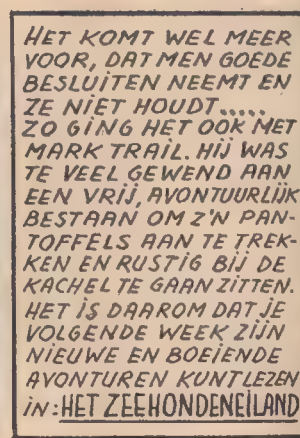 HET KOMT WEL MEER
VOOR, DAT MEN GOEDE
BESLUITEN NEEMT EN
ZE NIET HOUDT.....
ZO GING HET OOK MET
MARK TRAIL. HIJ WAS
TE VEEL GEWEND AAN
EEN VRIJ, AVONTUURLIJK
BESTAAN OM Z'N PAN-
TOFFELS AAN TE TREK-
KEN EN RUSTIG BIJ DE
KACHEL TE GAAN ZITTEN.
HET IS DAAROM DAT JE
VOLGENDE WEEK ZIJN
NIEUWE EN BOEIENDE
AVONTUREN KUNT LEZEN
IN: HET ZEEHONDENEILAND